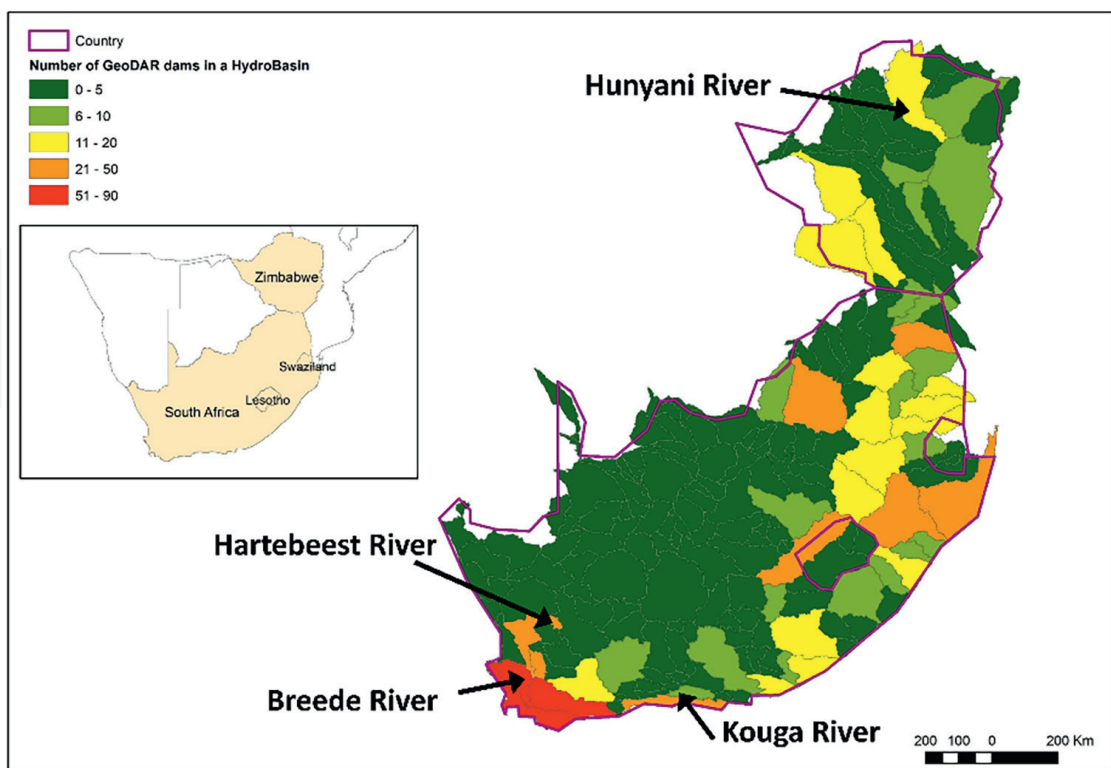 Country
Number of GeoDAR dams in a HydroBasin
0 - 5
6 - 10
11 - 20
21 - 50
51 - 90
Hunyani River
Zimbabwe
Swaziland
Lesotho
South Africa
Hartebeest River
Breede River
Kouga River
200 100 0 200 Km